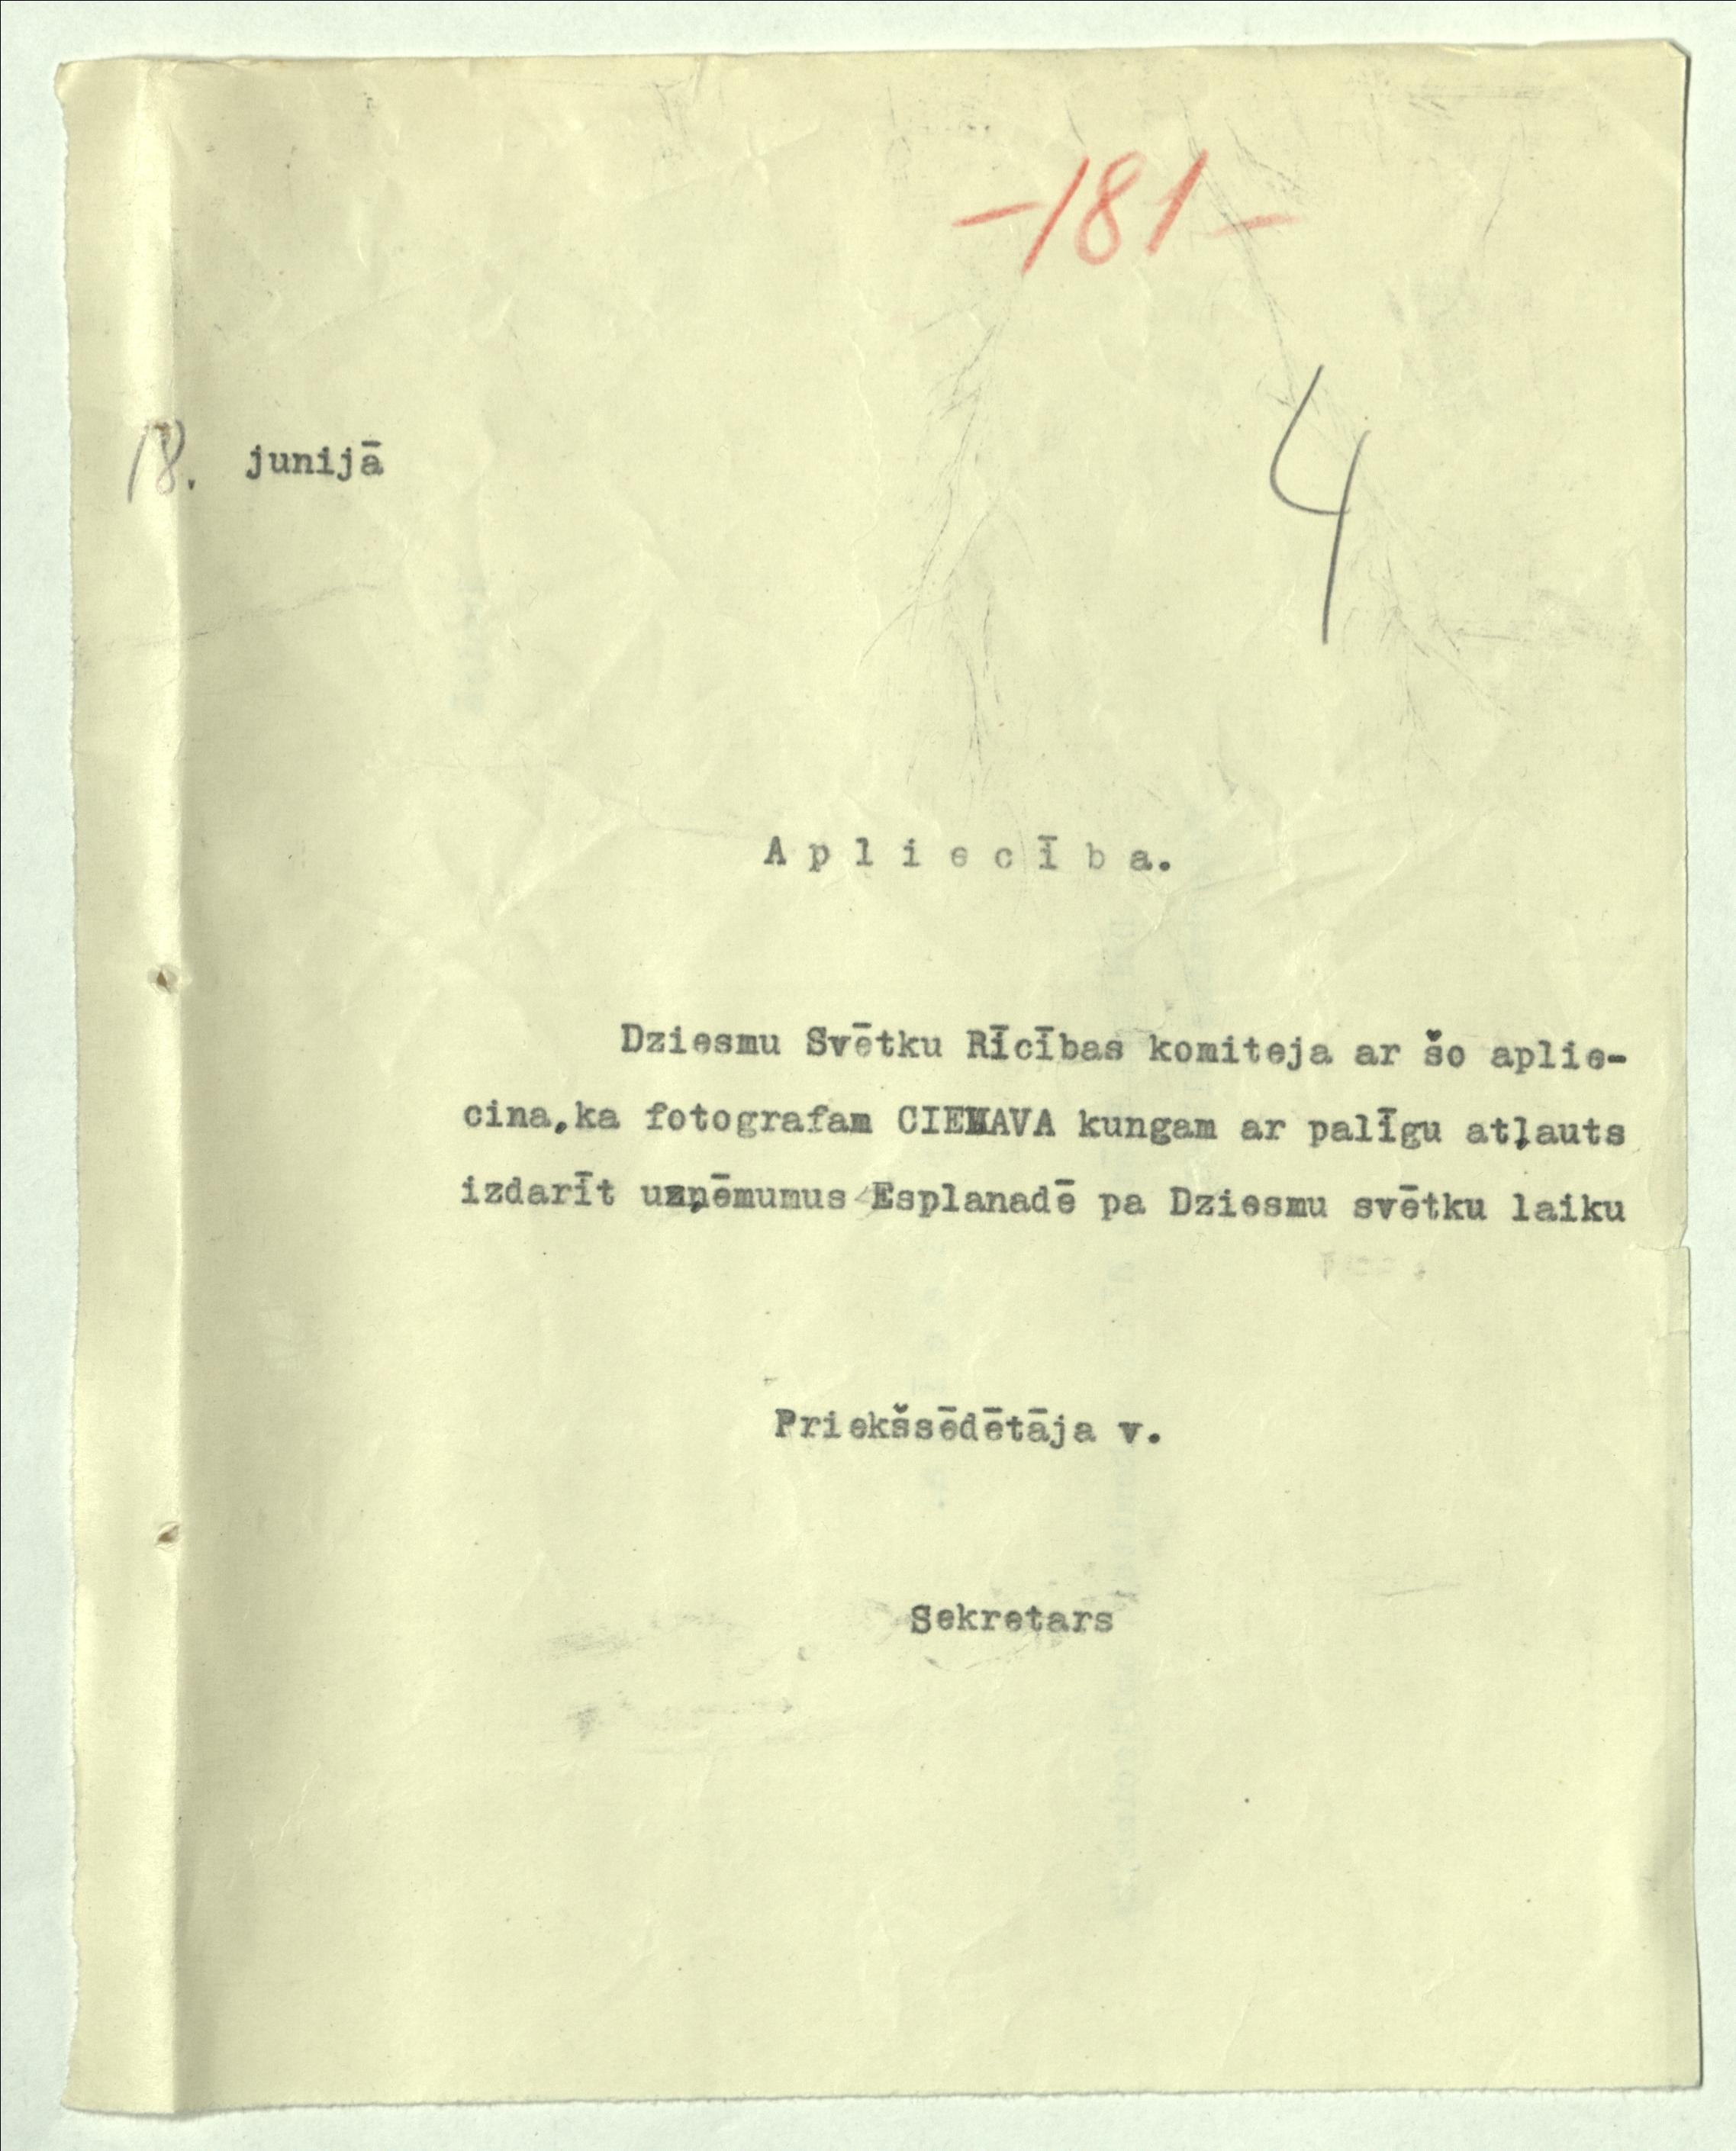 -181-
4
18. junijā
Apliecība.
Dziesmu Svētku Rīcības komiteja ar šo aplie-
cina,ka fotografam kungam ar palīgu atļauts
izdarīt uzņēmumus Esplanadē pa Dziesmu svētku laiku
Priekšsēdētāja v.
Sekretars